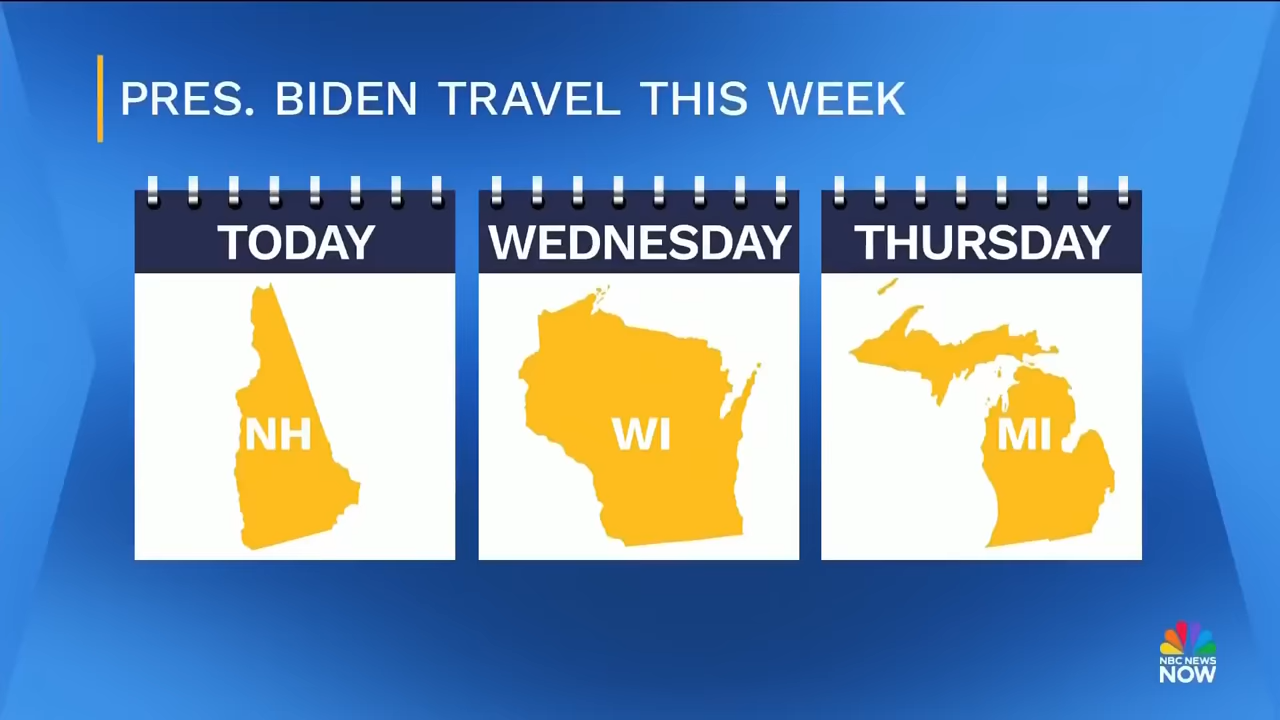 PRES. BIDEN TRAVEL THIS WEEK
TODAY
WEDNESDAY
THURSDAY
NH
WI
MI
NBC NEWS
NOW